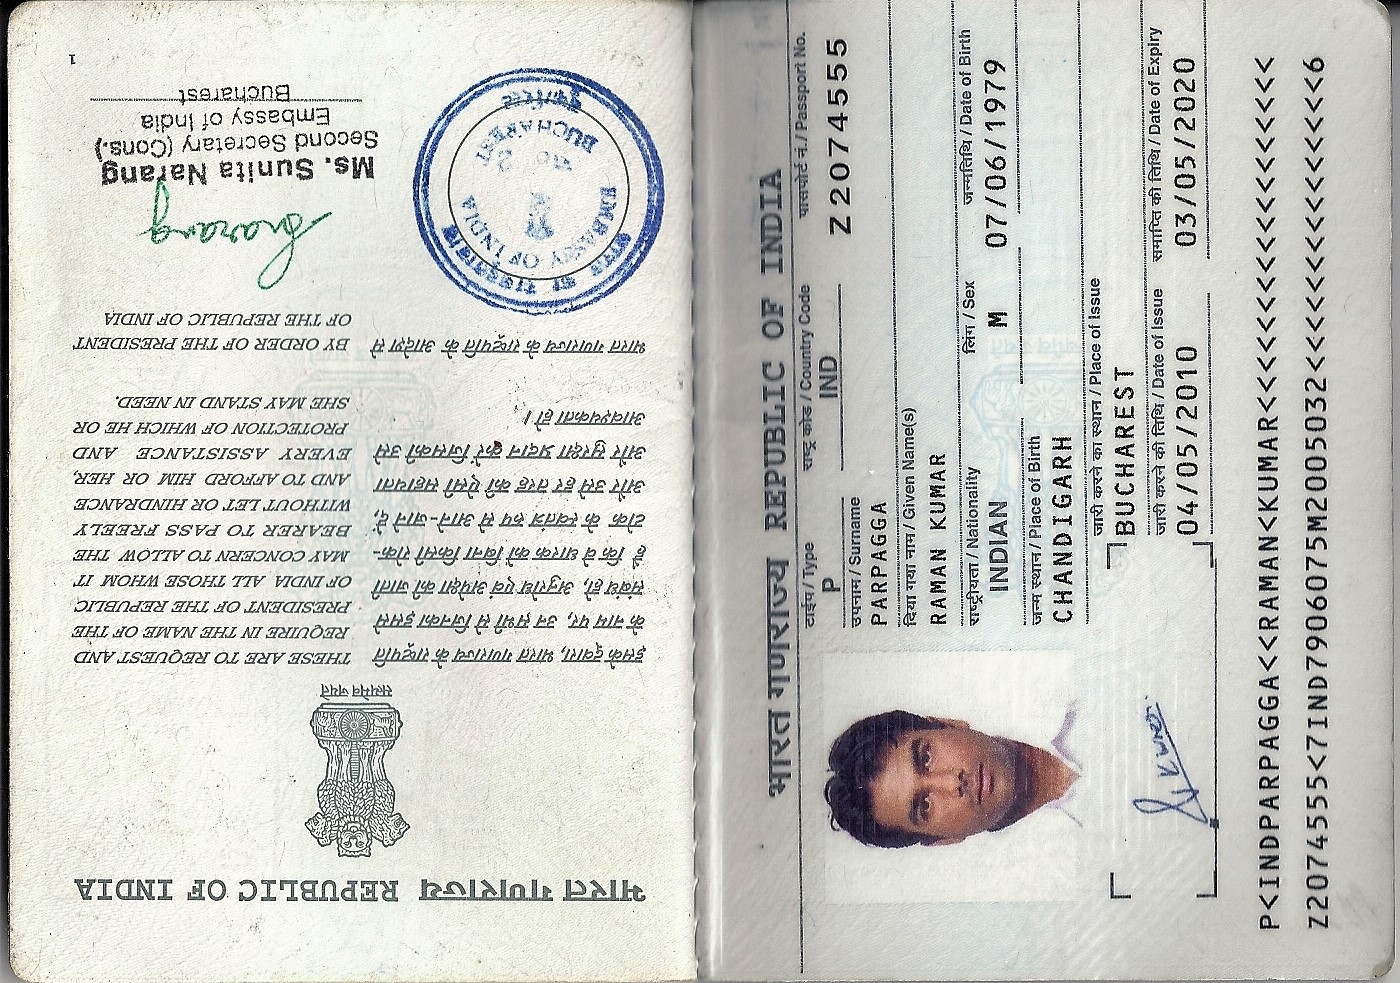 भारत गणराज्य REPUBLIC OF INDIA
सत्यमेव जयते
इसके द्वारा, भारत गणराज्य के राष्ट्रपति
के नाम पर, उन सभी से जिनका इससे
संबंध हो, अनुरोध एवं अपेक्षा की जाती
है कि वे धारक को बिना किसी रोक-
टोक के स्वतंत्र रूप से आने-जाने दें,
और उसे हर तरह की ऐसी सहायता
और सुरक्षा प्रदान करें जिसकी उसे
आवश्यकता हो।
THESE ARE TO REQUEST AND
REQUIRE IN THE NAME OF THE
PRESIDENT OF THE REPUBLIC
OF INDIA ALL THOSE WHOM IT
MAY CONCERN TO ALLOW THE
BEARER TO PASS FREELY
WITHOUT LET OR HINDRANCE
AND TO AFFORD HIM OR HER,
EVERY ASSISTANCE AND
PROTECTION OF WHICH HE OR
SHE MAY STAND IN NEED.
भारत गणराज्य के राष्ट्रपति के आदेश से
BY ORDER OF THE PRESIDENT
OF THE REPUBLIC OF INDIA
भारत का राजदूतावास
बुकारेस्ट
EMBASSY OF INDIA
BUCHAREST
Narang
Ms. Sunita Narang
Second Secretary (Cons.)
Embassy of India
Bucharest
1
भारत गणराज्य REPUBLIC OF INDIA
टाईप / Type राष्ट्र कोड / Country Code पासपोर्ट नं. / Passport No.
P IND Z2074555
उपनाम / Surname
PARPAGGA
दिया गया नाम / Given Name(s)
RAMAN KUMAR
राष्ट्रीयता / Nationality लिंग / Sex जन्मतिथि / Date of Birth
INDIAN M 07/06/1979
जन्म स्थान / Place of Birth
CHANDIGARH
जारी करने का स्थान / Place of Issue
BUCHAREST
जारी करने की तिथि / Date of Issue समाप्ति की तिथि / Date of Expiry
04/05/2010 03/05/2020
P<INDPARPAGGA<<RAMAN<KUMAR<<<<<<<<<<<<<<<<<<
Z2074555<7IND7906075M2005032<<<<<<<<<<<<<<<6